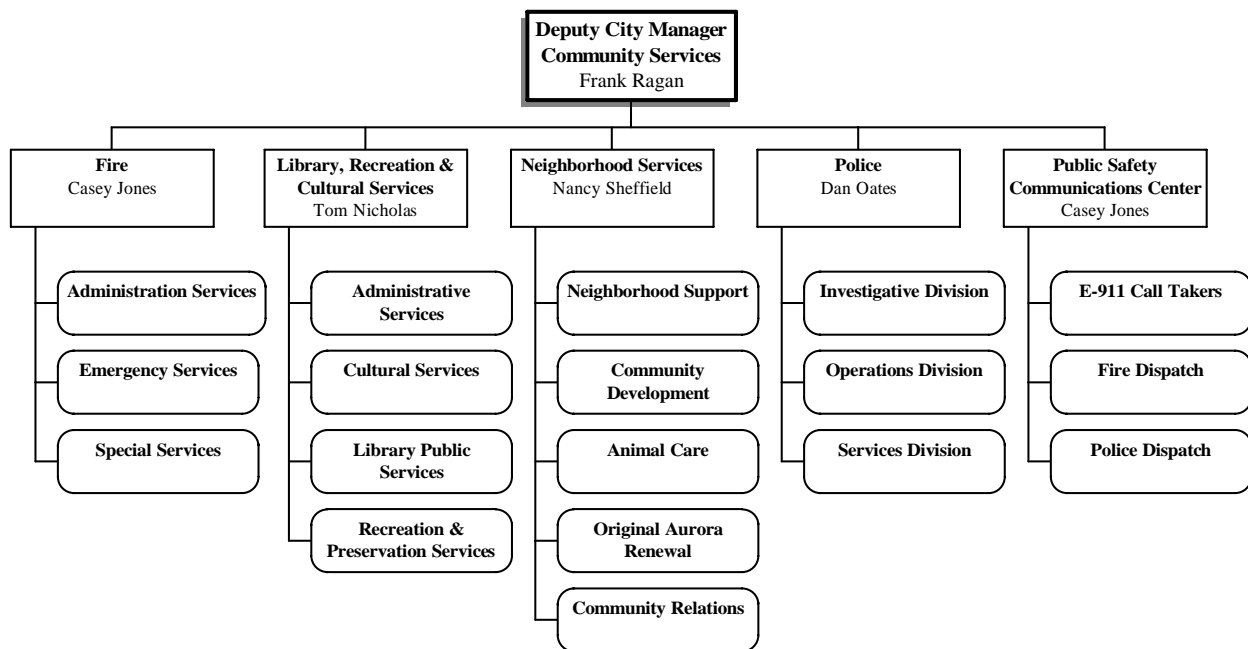 Deputy City Manager
Community Services
Frank Ragan
Fire
Casey Jones
Library, Recreation &
Cultural Services
Tom Nicholas
Neighborhood Services
Nancy Sheffield
Police
Dan Oates
Public Safety
Communications Center
Casey Jones
Administration Services
Emergency Services
Special Services
Administrative
Services
Cultural Services
Library Public
Services
Recreation &
Preservation Services
Neighborhood Support
Community
Development
Animal Care
Original Aurora
Renewal
Community Relations
Investigative Division
Operations Division
Services Division
E-911 Call Takers
Fire Dispatch
Police Dispatch